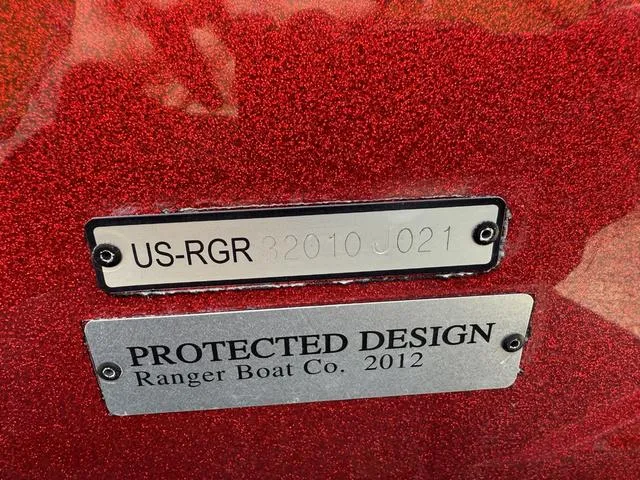 US-RGR 32010 J021
PROTECTED DESIGN
Ranger Boat Co. 2012